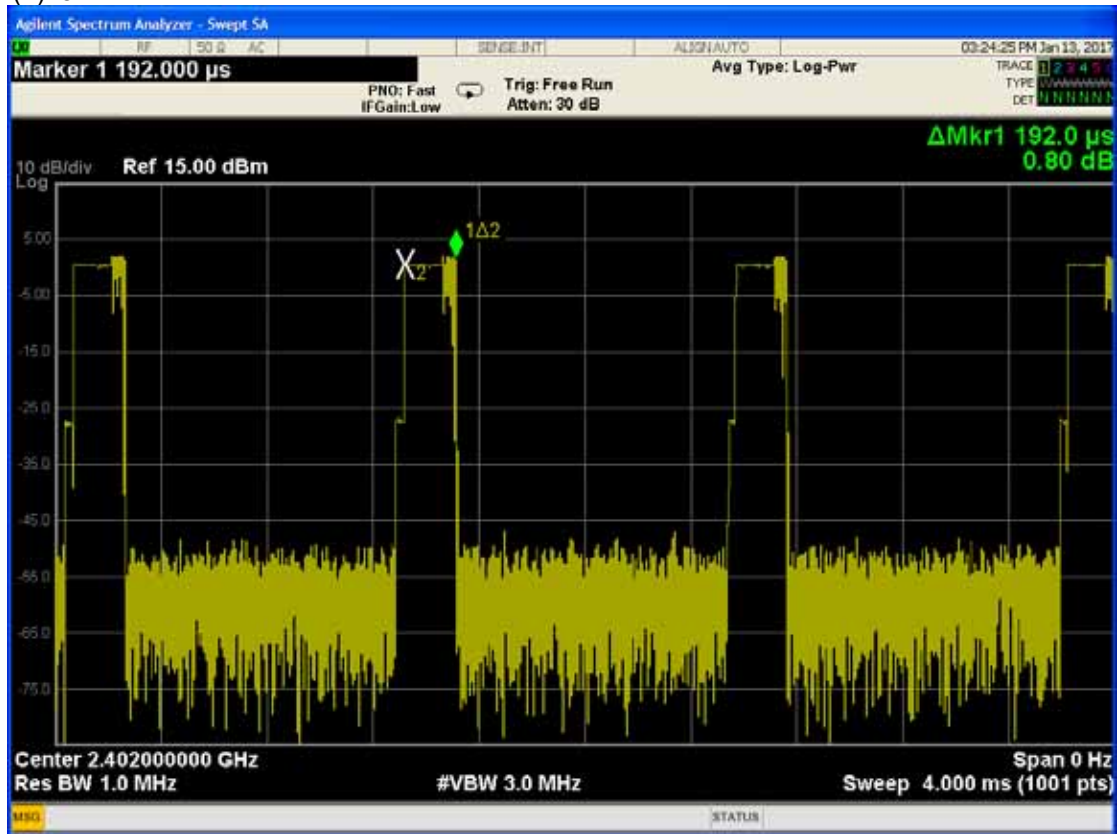 Agilent Spectrum Analyzer - Swept SA
RF 50 Ω AC SENSE:INT ALIGN AUTO 03:24:25 PM Jan 13, 2017
Marker 1 192.000 µs
Avg Type: Log-Pwr
TRACE 1 2 3 4 5
PNO: Fast Trig: Free Run
TYPE
IFGain:Low Atten: 30 dB
DET N N N N N N
ΔMkr1 192.0 µs
0.80 dB
10 dB/div Ref 15.00 dBm
Log
1Δ2
5.00
X2
-5.00
-15.0
-25.0
-35.0
-45.0
-55.0
-65.0
-75.0
Center 2.402000000 GHz Span 0 Hz
Res BW 1.0 MHz #VBW 3.0 MHz Sweep 4.000 ms (1001 pts)
MSG STATUS